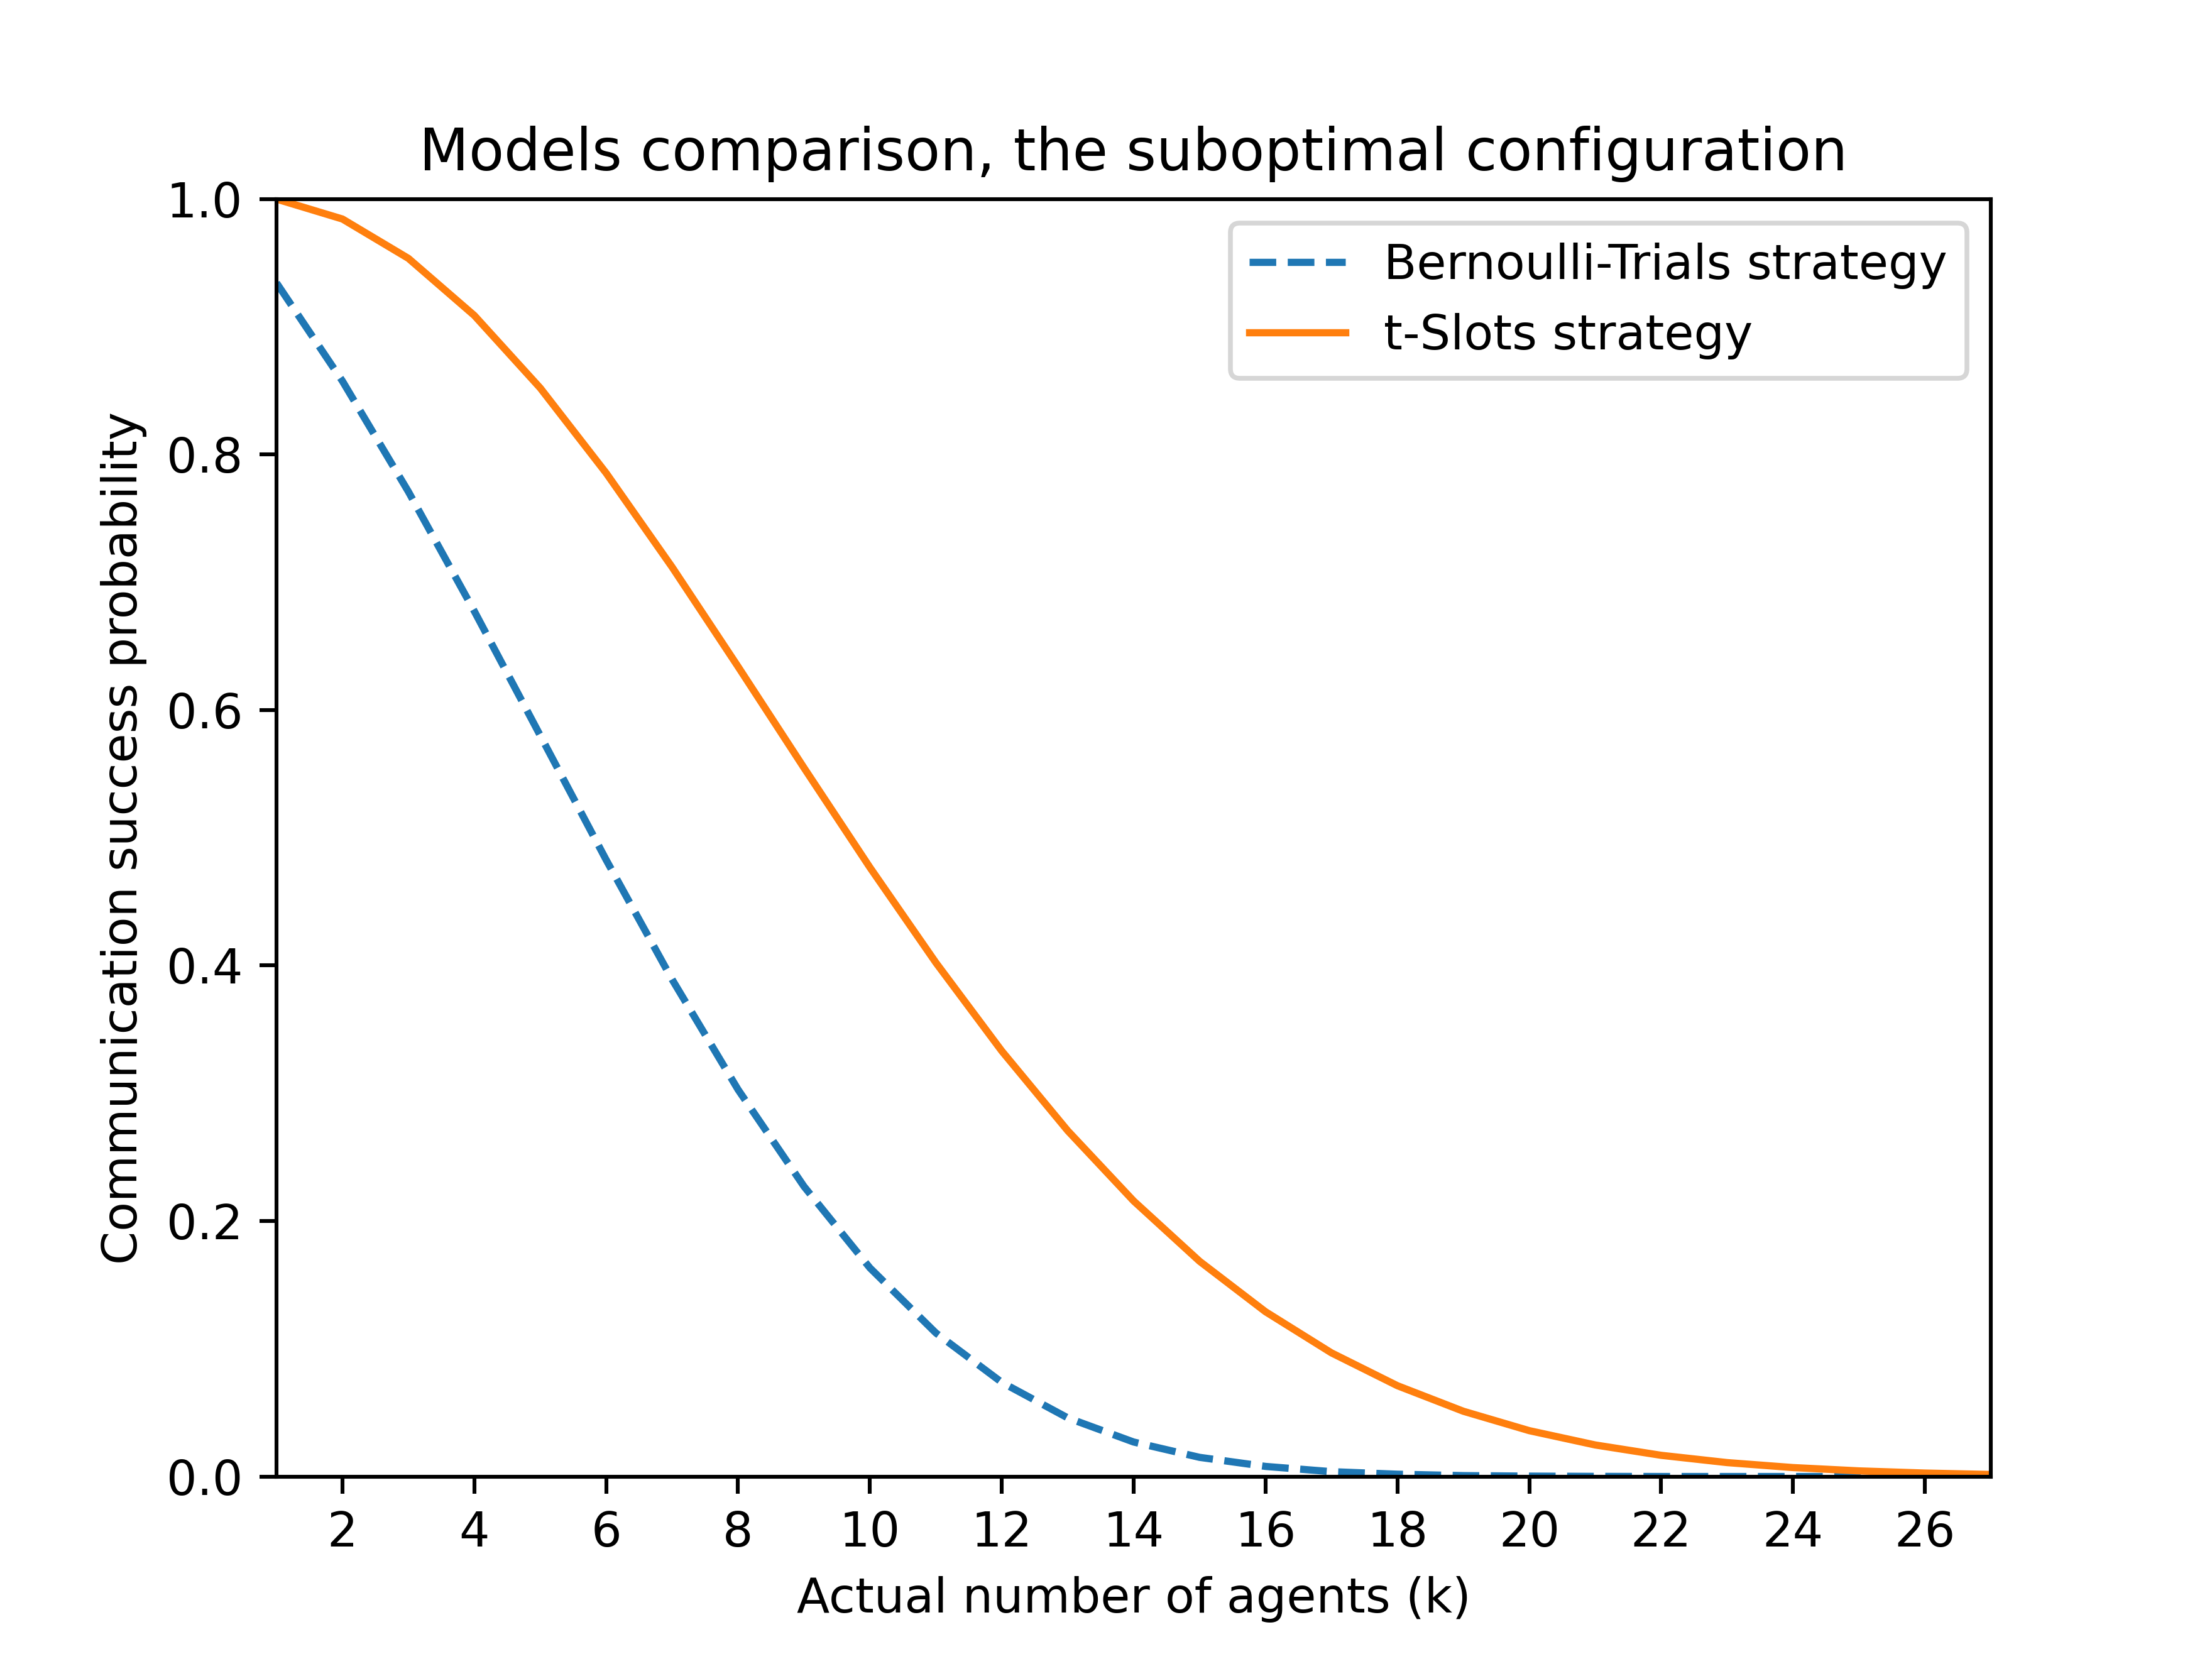 Models comparison, the suboptimal configuration
1.0
0.8
0.6
0.4
0.2
0.0
Communication success probability
Bernoulli-Trials strategy
t-Slots strategy
2 4 6 8 10 12 14 16 18 20 22 24 26
Actual number of agents (k)